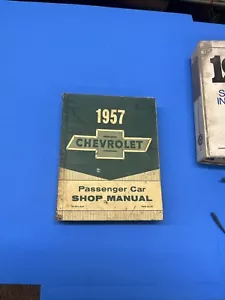 1957
CHEVROLET
Passenger Car
SHOP MANUAL